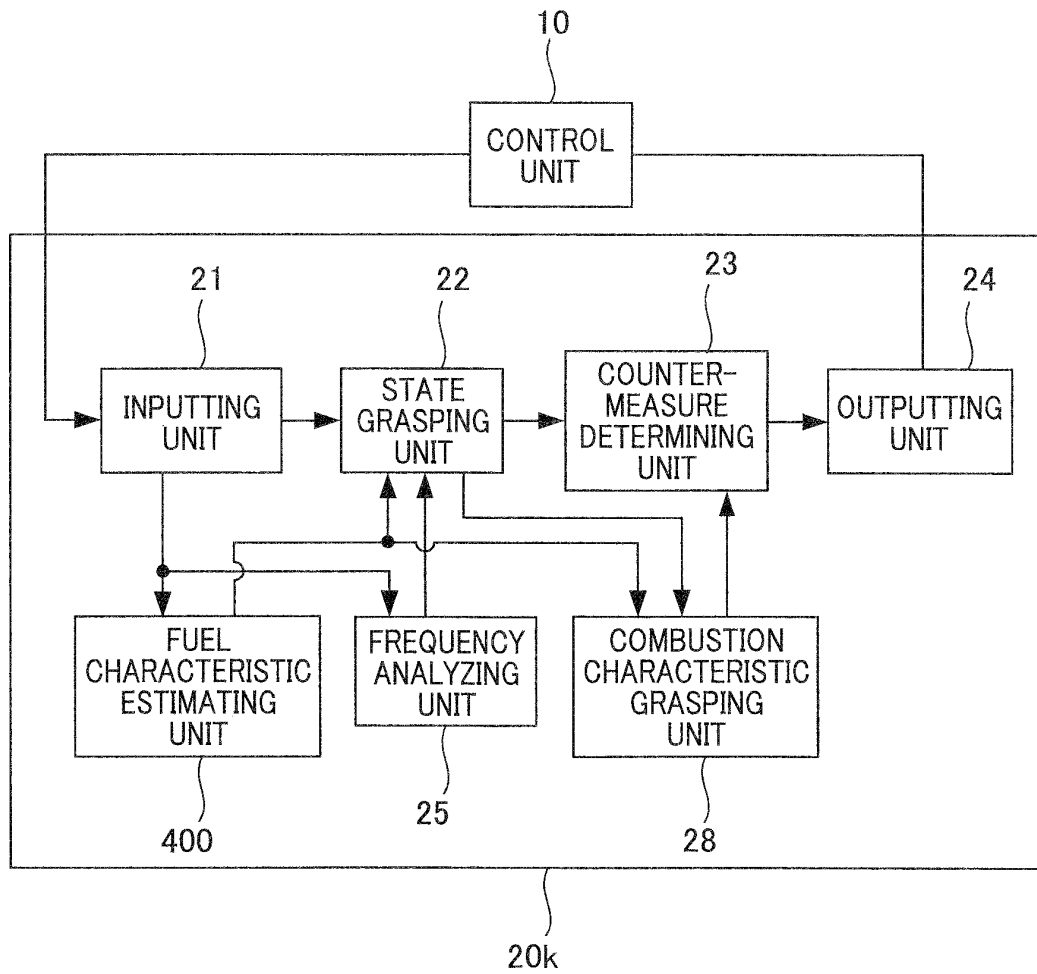 10
CONTROL
UNIT
21
22
23
24
INPUTTING
UNIT
STATE
GRASPING
UNIT
COUNTER-
MEASURE
DETERMINING
UNIT
OUTPUTTING
UNIT
FUEL
CHARACTERISTIC
ESTIMATING
UNIT
FREQUENCY
ANALYZING
UNIT
COMBUSTION
CHARACTERISTIC
GRASPING
UNIT
400
25
28
20k